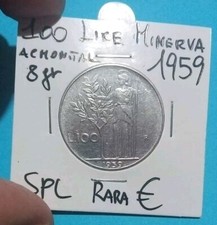 100 LIRE MINERVA
ACMONITAL
8 gr
1959
L.100
R
1959
SPL RARA €